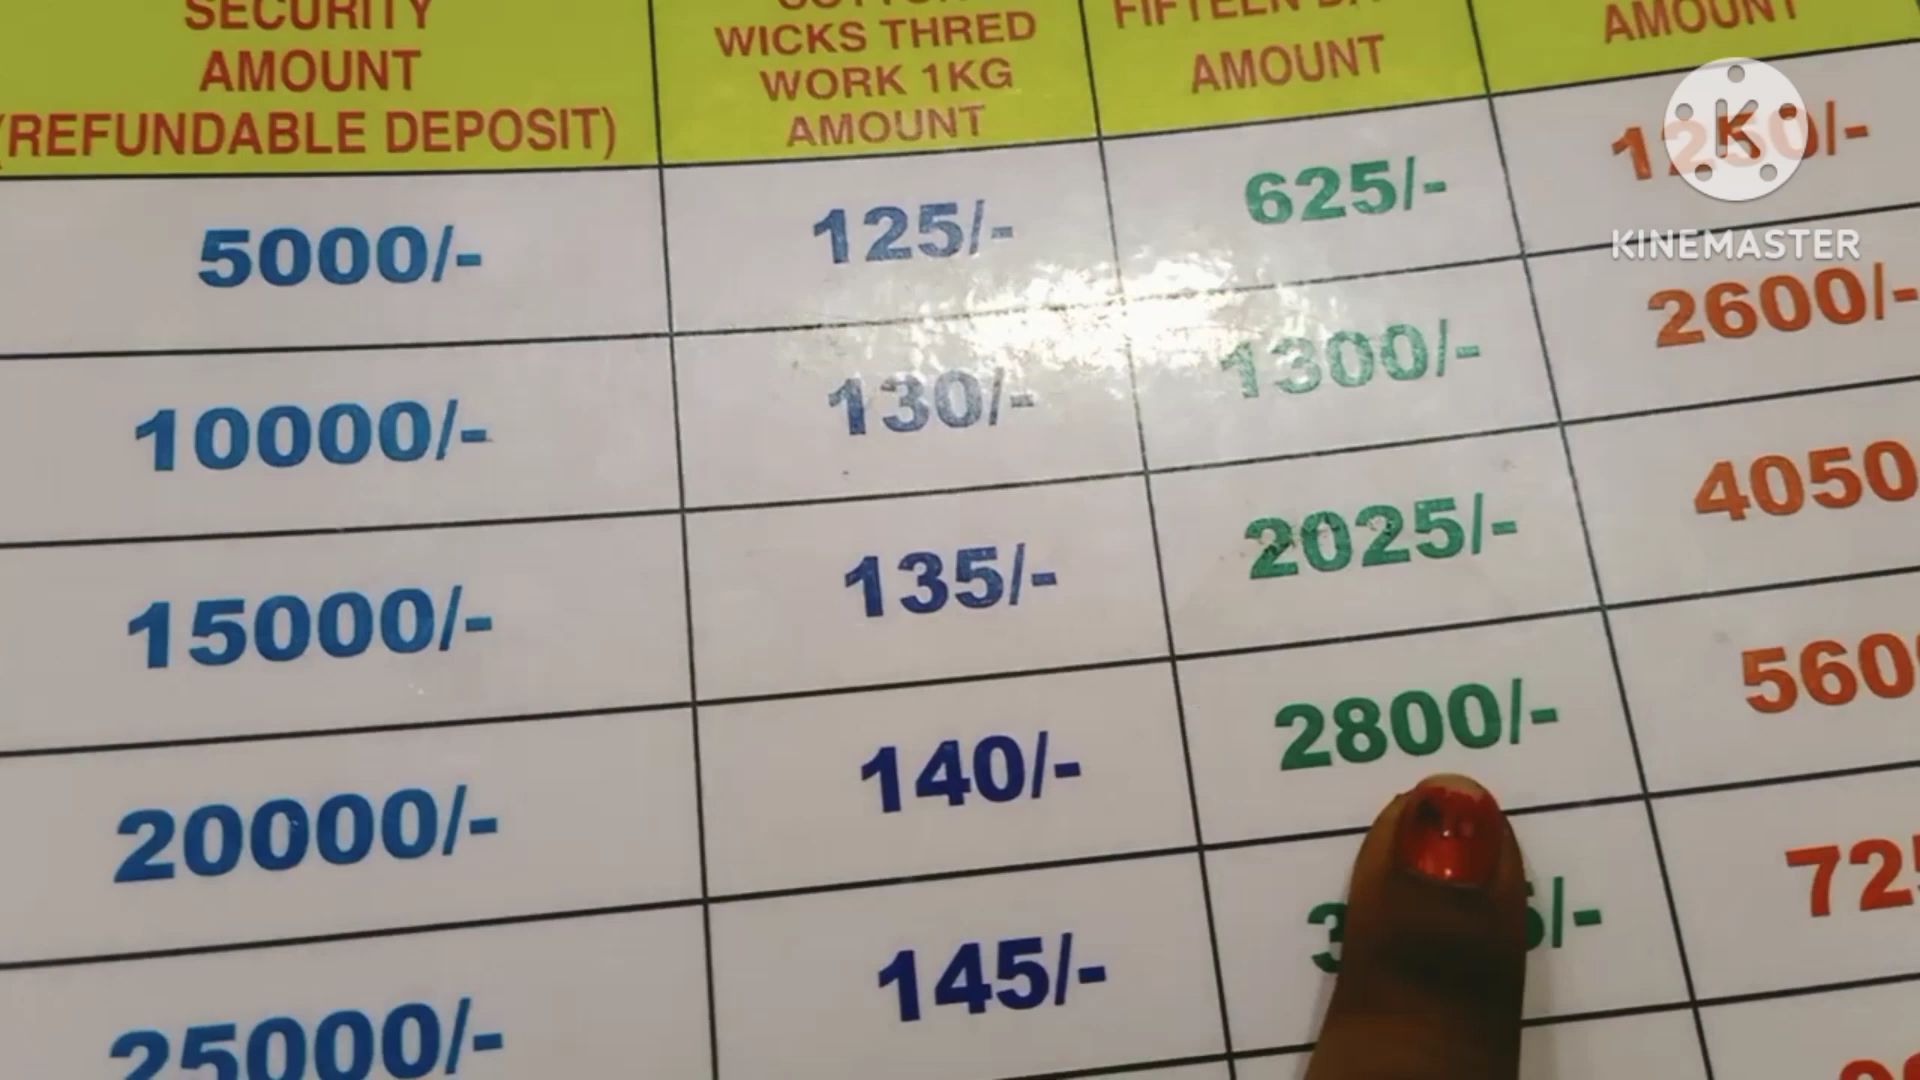 SECURITY
AMOUNT
(REFUNDABLE DEPOSIT)
WICKS THRED
WORK 1KG
AMOUNT
FIFTEEN
AMOUNT
AMOUNT
5000/- 125/- 625/-
10000/- 130/- 1300/- 2600/-
15000/- 135/- 2025/- 4050
20000/- 140/- 2800/-
25000/- 145/-
K
KINEMASTER